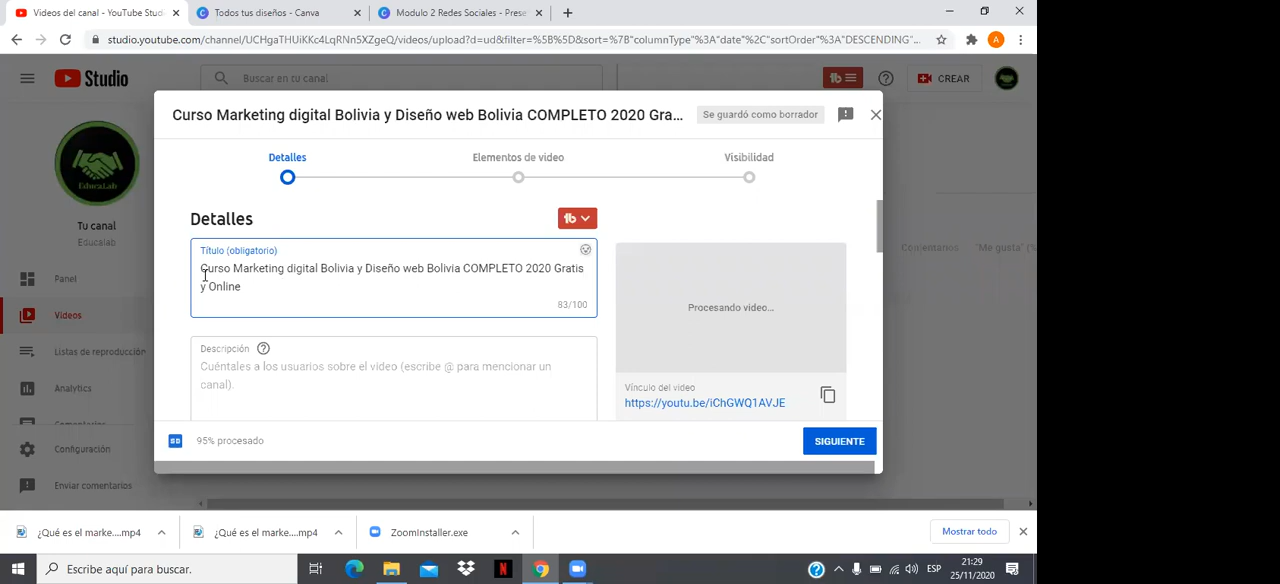 Videos del canal - YouTube Stud
Todos tus diseños - Canva
Modulo 2 Redes Sociales - Prese
studio.youtube.com/channel/UCHgaTHUiKKc4LqRNn5XZgeQ/videos/upload?d=ud&filter=%5B%5D&sort=%7B"columnType"%3A"date"%2C"sortOrder"%3A"DESCENDING"...
A
Studio
Buscar en tu canal
tb
CREAR
Curso Marketing digital Bolivia y Diseño web Bolivia COMPLETO 2020 Gra...
Se guardó como borrador
Detalles
Elementos de video
Visibilidad
EducaLab
Tu canal
Educalab
Panel
Videos
Listas de reproducción
Analytics
Comentarios
Configuración
Enviar comentarios
Detalles
tb
Título (obligatorio)
Curso Marketing digital Bolivia y Diseño web Bolivia COMPLETO 2020 Gratis
y Online
83/100
Descripción
Cuéntales a los usuarios sobre el video (escribe @ para mencionar un
canal).
Procesando video...
Vínculo del video
https://youtu.be/iChGWQ1AVJE
Comentarios
"Me gusta" (%
SD
95% procesado
SIGUIENTE
¿Qué es el marke....mp4
¿Qué es el marke....mp4
ZoomInstaller.exe
Mostrar todo
Escribe aquí para buscar.
N
ESP
21:29
25/11/2020